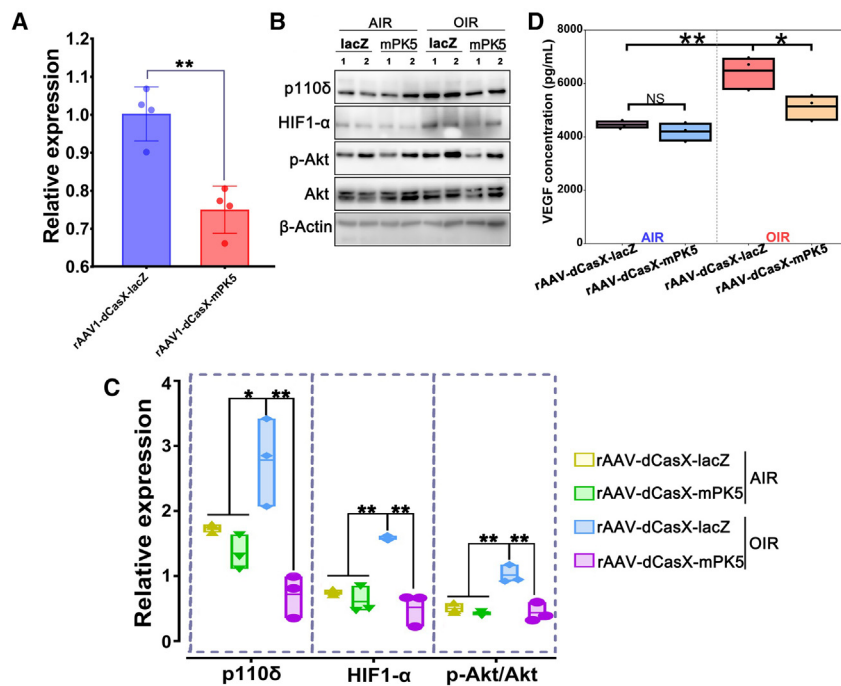 A
Relative expression
1.2
1.1
1.0
0.9
0.8
0.7
0.6
**
rAAV1-dCasX-lacZ
rAAV1-dCasX-mPK5
B
AIR OIR
lacZ mPK5 lacZ mPK5
1 2 1 2 1 2 1 2
p110δ
HIF1-α
p-Akt
Akt
β-Actin
D
VEGF concentration (pg/mL)
8000
6000
4000
2000
0
** *
NS
AIR OIR
rAAV-dCasX-lacZ
rAAV-dCasX-mPK5
rAAV-dCasX-lacZ
rAAV-dCasX-mPK5
C
Relative expression
4
3
2
1
0
* **
** **
** **
p110δ HIF1-α p-Akt/Akt
rAAV-dCasX-lacZ
rAAV-dCasX-mPK5
AIR
rAAV-dCasX-lacZ
rAAV-dCasX-mPK5
OIR